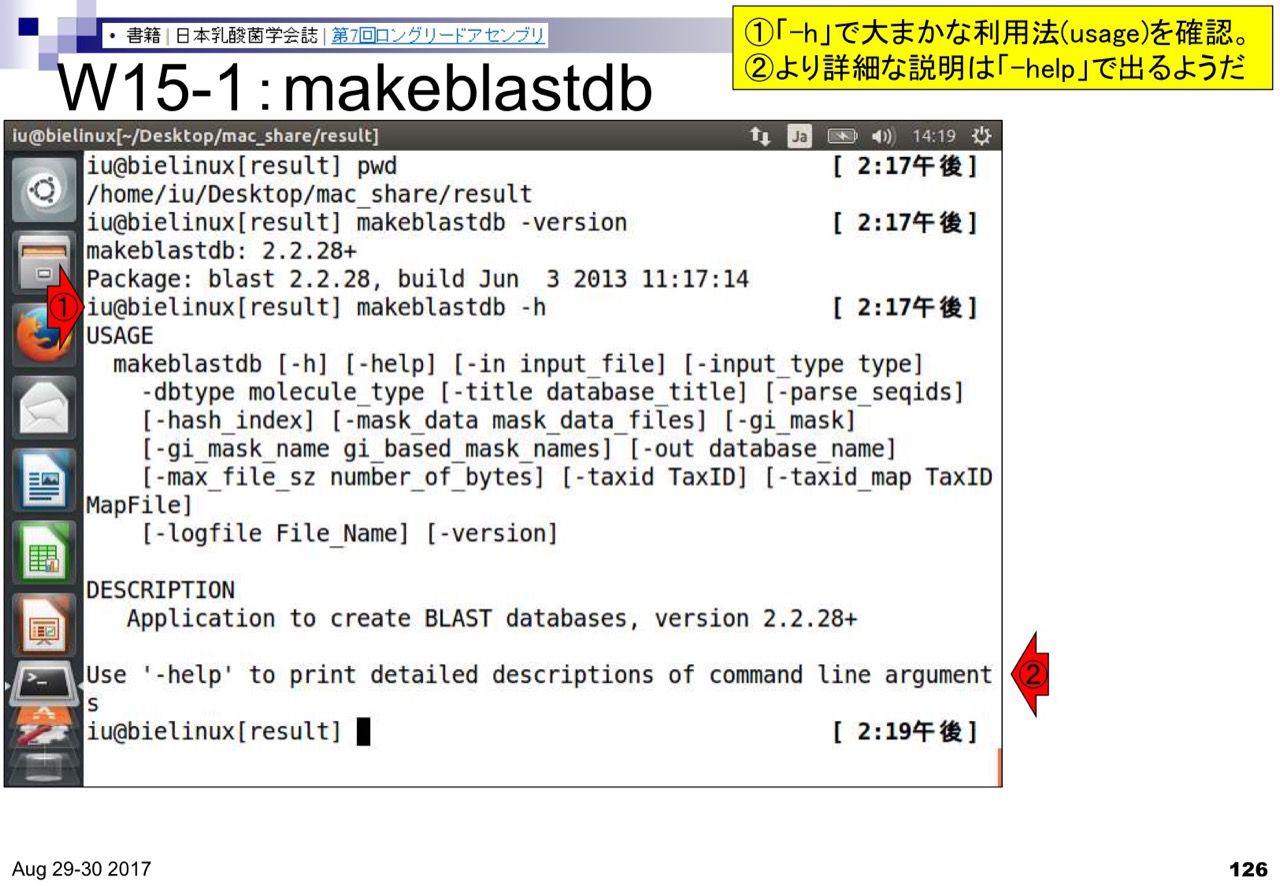 • 書籍 | 日本乳酸菌学会誌 | 第7回ロングリードアセンブリ
①「-h」で大まかな利用法(usage)を確認。
②より詳細な説明は「-help」で出るようだ
W15-1：makeblastdb
iu@bielinux[~/Desktop/mac_share/result] Ja 14:19
iu@bielinux[result] pwd [ 2:17午後]
/home/iu/Desktop/mac_share/result
iu@bielinux[result] makeblastdb -version [ 2:17午後]
makeblastdb: 2.2.28+
Package: blast 2.2.28, build Jun  3 2013 11:17:14
① iu@bielinux[result] makeblastdb -h [ 2:17午後]
USAGE
makeblastdb [-h] [-help] [-in input_file] [-input_type type]
-dbtype molecule_type [-title database_title] [-parse_seqids]
[-hash_index] [-mask_data mask_data_files] [-gi_mask]
[-gi_mask_name gi_based_mask_names] [-out database_name]
[-max_file_sz number_of_bytes] [-taxid TaxID] [-taxid_map TaxID
MapFile]
[-logfile File_Name] [-version]
DESCRIPTION
Application to create BLAST databases, version 2.2.28+
Use '-help' to print detailed descriptions of command line argument ②
s
iu@bielinux[result] [ 2:19午後]
Aug 29-30 2017
126